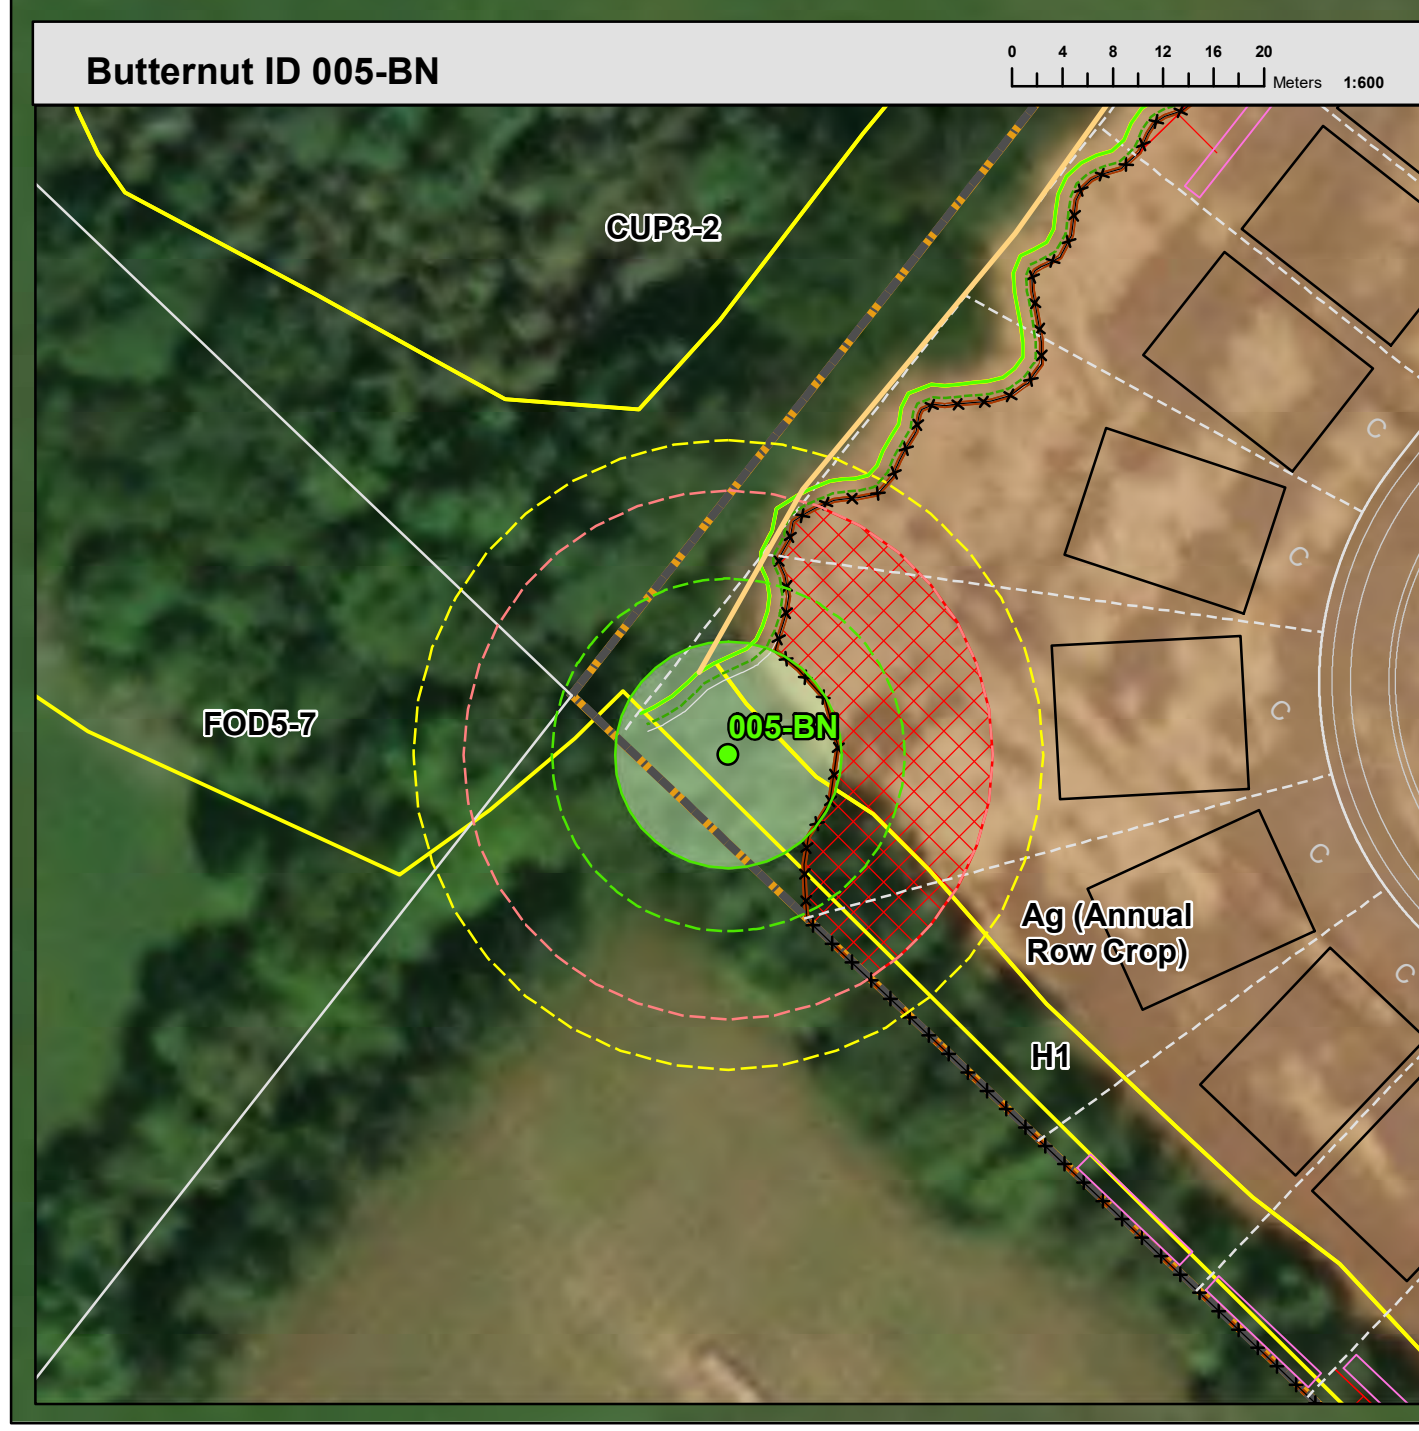 Butternut ID 005-BN
0 4 8 12 16 20
Meters 1:600
CUP3-2
FOD5-7
005-BN
Ag (Annual
Row Crop)
H1
C
C
C
C
C